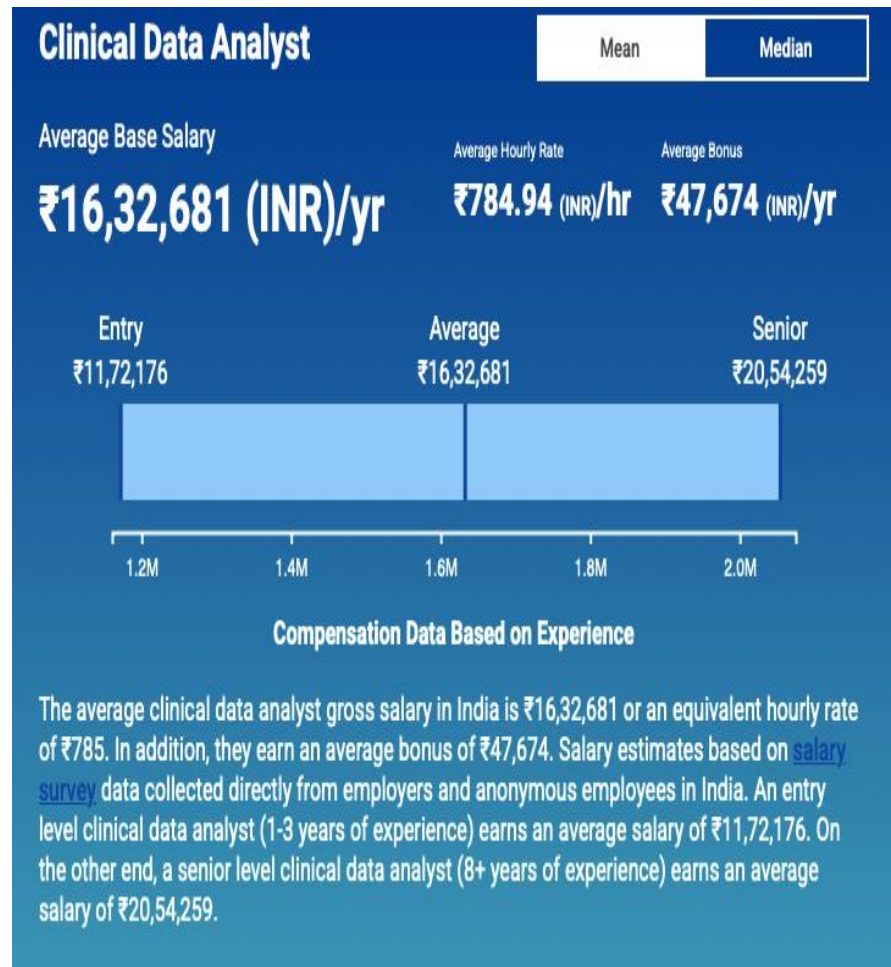 Clinical Data Analyst
Mean Median
Average Base Salary
₹16,32,681 (INR)/yr
Average Hourly Rate
₹784.94 (INR)/hr
Average Bonus
₹47,674 (INR)/yr
Entry Average Senior
₹11,72,176 ₹16,32,681 ₹20,54,259
1.2M 1.4M 1.6M 1.8M 2.0M
Compensation Data Based on Experience
The average clinical data analyst gross salary in India is ₹16,32,681 or an equivalent hourly rate
of ₹785. In addition, they earn an average bonus of ₹47,674. Salary estimates based on salary
survey data collected directly from employers and anonymous employees in India. An entry
level clinical data analyst (1-3 years of experience) earns an average salary of ₹11,72,176. On
the other end, a senior level clinical data analyst (8+ years of experience) earns an average
salary of ₹20,54,259.